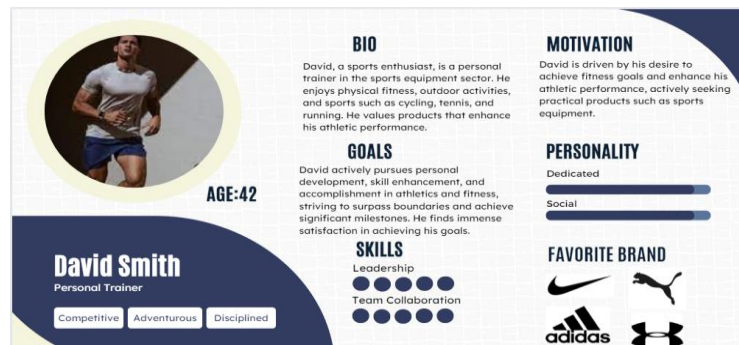 BIO
David, a sports enthusiast, is a personal
trainer in the sports equipment sector. He
enjoys physical fitness, outdoor activities,
and sports such as cycling, tennis, and
running. He values products that enhance
his athletic performance.
MOTIVATION
David is driven by his desire to
achieve fitness goals and enhance his
athletic performance, actively seeking
practical products such as sports
equipment.
AGE:42
GOALS
David actively pursues personal
development, skill enhancement, and
accomplishment in athletics and fitness,
striving to surpass boundaries and achieve
significant milestones. He finds immense
satisfaction in achieving his goals.
PERSONALITY
Dedicated
Social
David Smith
Personal Trainer
Competitive
Adventurous
Disciplined
SKILLS
Leadership
Team Collaboration
FAVORITE BRAND
adidas